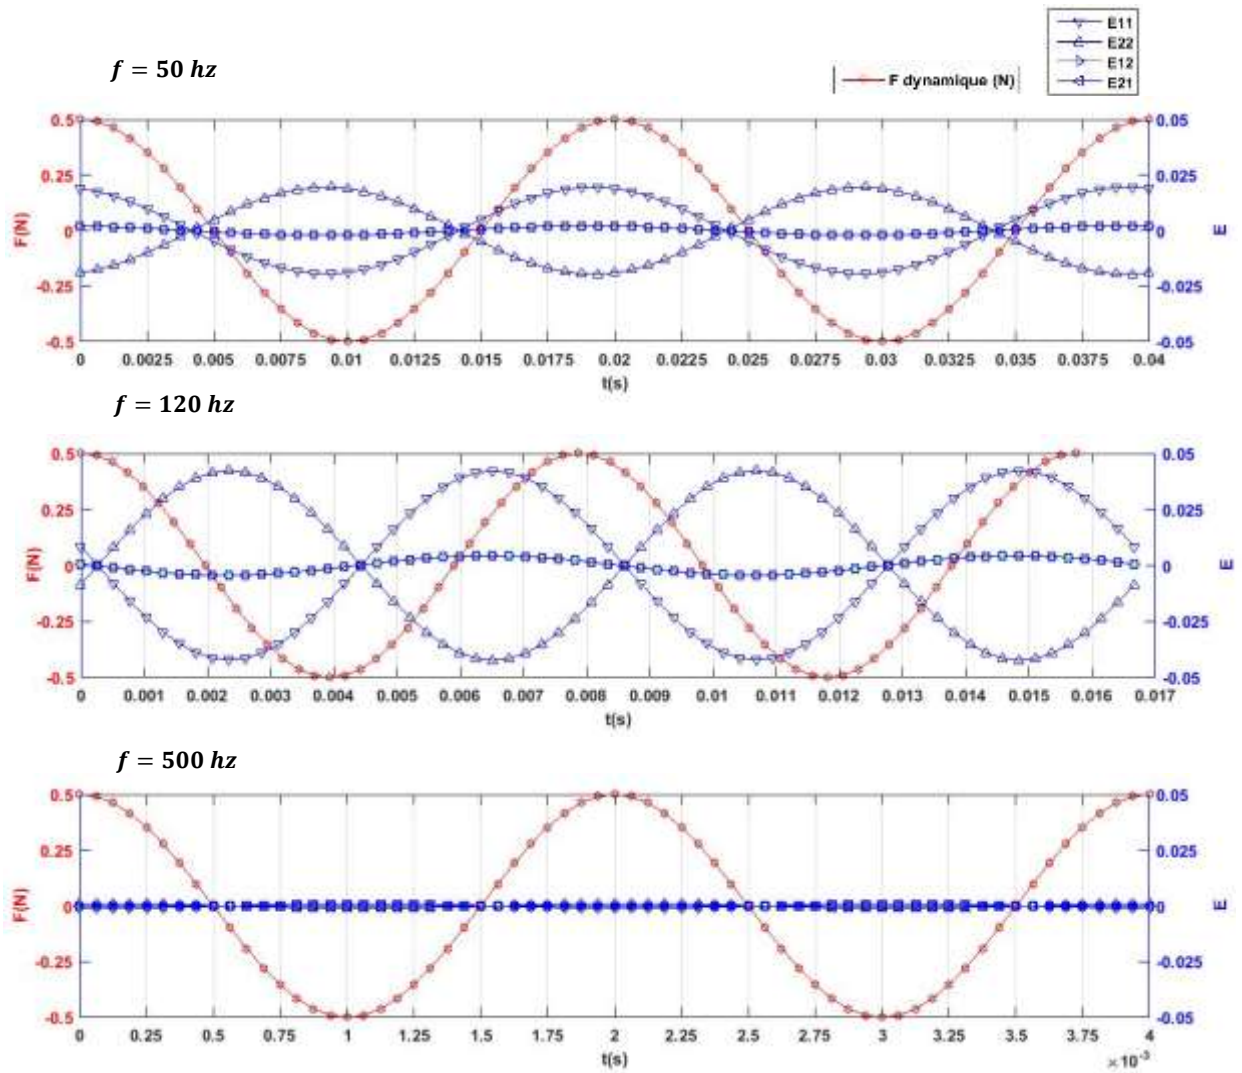 E11
E22
E12
E21
f = 50 hz
F dynamique (N)
0.5
0.25
0
-0.25
-0.5
F(N)
0.05
0.025
0
-0.025
-0.05
E
0 0.0025 0.005 0.0075 0.01 0.0125 0.015 0.0175 0.02 0.0225 0.025 0.0275 0.03 0.0325 0.035 0.0375 0.04
t(s)
f = 120 hz
0.5
0.25
0
-0.25
-0.5
F(N)
0.05
0.025
0
-0.025
-0.05
E
0 0.001 0.002 0.003 0.004 0.005 0.006 0.007 0.008 0.009 0.01 0.011 0.012 0.013 0.014 0.015 0.016 0.017
t(s)
f = 500 hz
0.5
0.25
0
-0.25
-0.5
F(N)
0.05
0.025
0
-0.025
-0.05
E
0 0.25 0.5 0.75 1 1.25 1.5 1.75 2 2.25 2.5 2.75 3 3.25 3.5 3.75 4
t(s)
×10⁻³